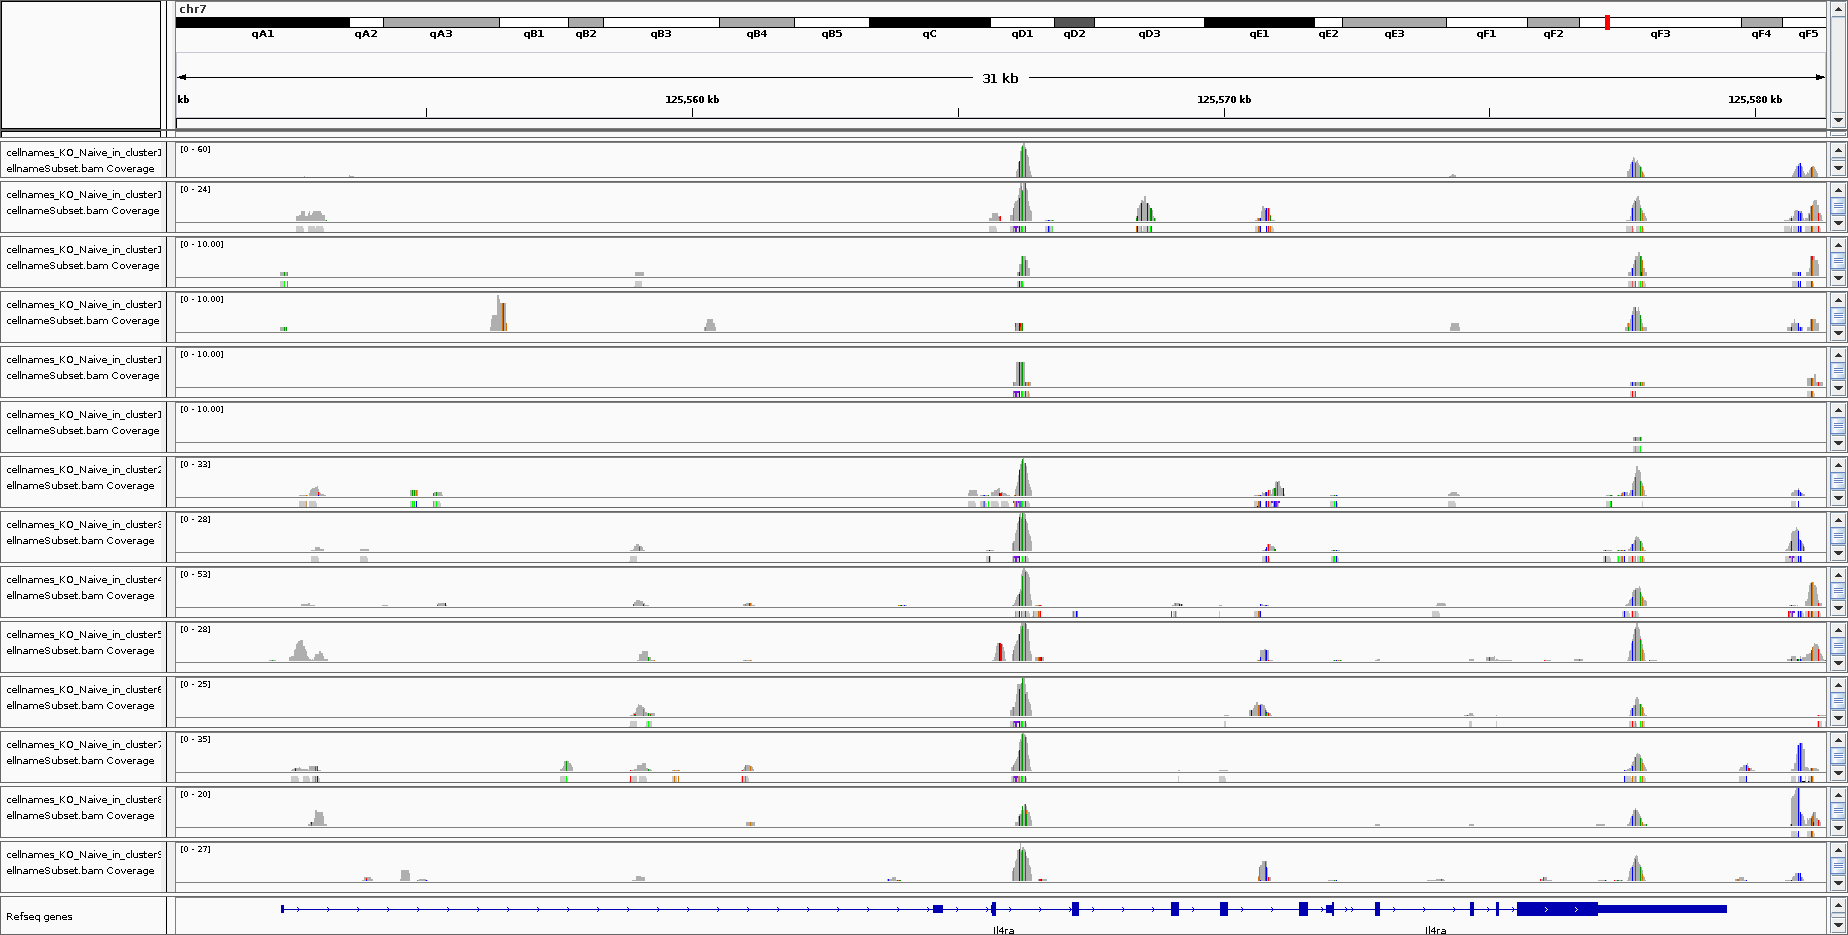 chr7
qA1 qA2 qA3 qB1 qB2 qB3 qB4 qB5 qC qD1 qD2 qD3 qE1 qE2 qE3 qF1 qF2 qF3 qF4 qF5
31 kb
kb 125,560 kb 125,570 kb 125,580 kb
cellnames_KO_Naive_in_cluster1 [0 - 60]
ellnameSubset.bam Coverage
cellnames_KO_Naive_in_cluster1 [0 - 24]
cellnameSubset.bam Coverage
cellnames_KO_Naive_in_cluster1 [0 - 10.00]
cellnameSubset.bam Coverage
cellnames_KO_Naive_in_cluster1 [0 - 10.00]
cellnameSubset.bam Coverage
cellnames_KO_Naive_in_cluster1 [0 - 10.00]
cellnameSubset.bam Coverage
cellnames_KO_Naive_in_cluster1 [0 - 10.00]
cellnameSubset.bam Coverage
cellnames_KO_Naive_in_cluster2 [0 - 33]
ellnameSubset.bam Coverage
cellnames_KO_Naive_in_cluster3 [0 - 28]
ellnameSubset.bam Coverage
cellnames_KO_Naive_in_cluster4 [0 - 53]
ellnameSubset.bam Coverage
cellnames_KO_Naive_in_cluster5 [0 - 28]
ellnameSubset.bam Coverage
cellnames_KO_Naive_in_cluster6 [0 - 25]
ellnameSubset.bam Coverage
cellnames_KO_Naive_in_cluster7 [0 - 35]
ellnameSubset.bam Coverage
cellnames_KO_Naive_in_cluster8 [0 - 20]
ellnameSubset.bam Coverage
cellnames_KO_Naive_in_cluster9 [0 - 27]
ellnameSubset.bam Coverage
Refseq genes
Il4ra Il4ra